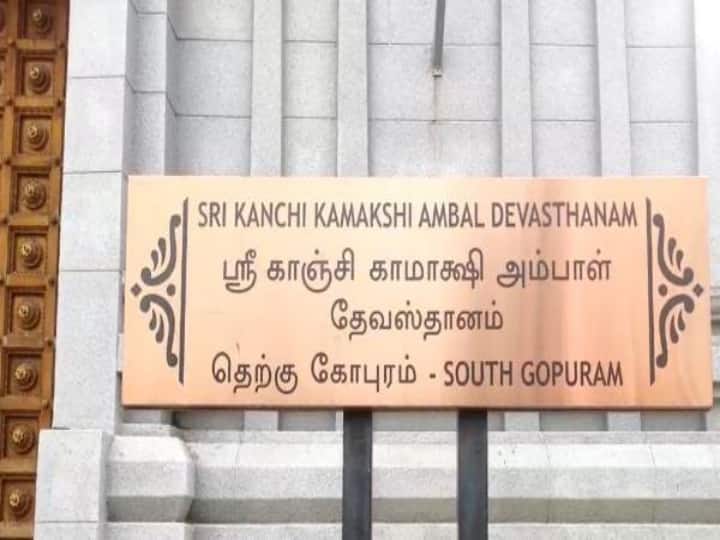 SRI KANCHI KAMAKSHI AMBAL DEVASTHANAM
ஸ்ரீ காஞ்சி காமாக்ஷி அம்பாள்
தேவஸ்தானம்
தெற்கு கோபுரம் - SOUTH GOPURAM